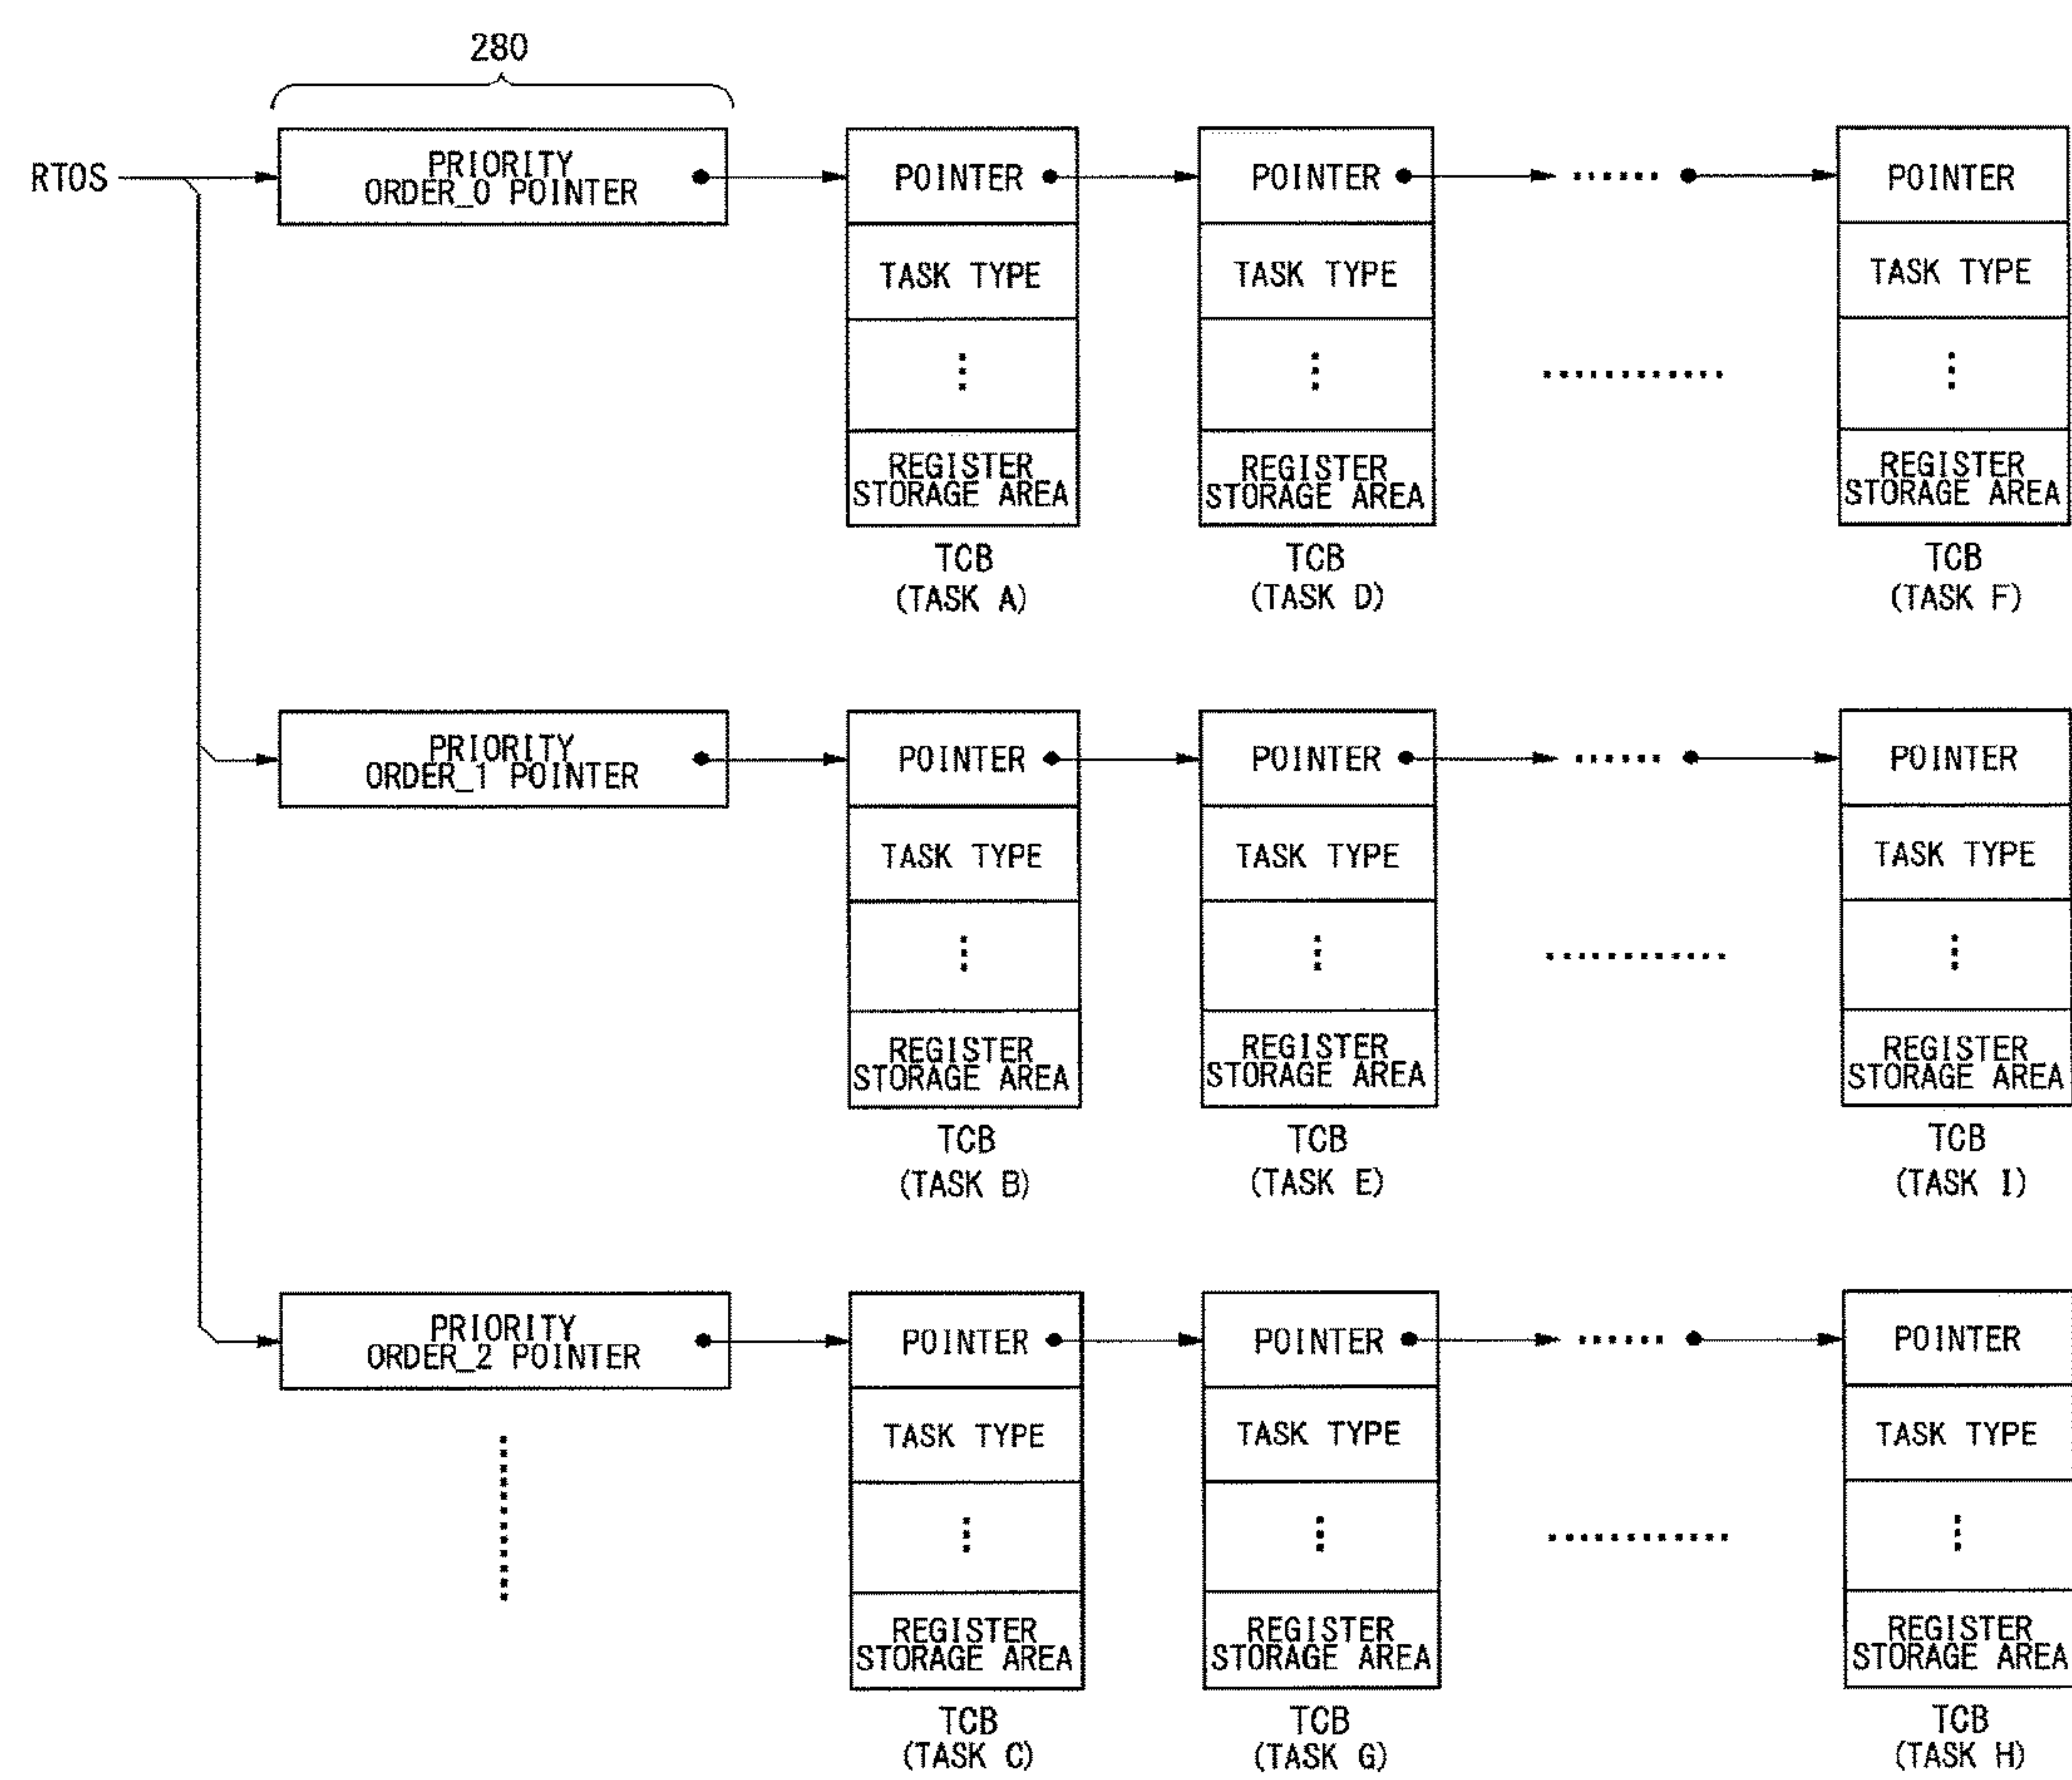 280
RTOS
PRIORITY
ORDER_0 POINTER
POINTER
TASK TYPE
REGISTER
STORAGE AREA
TCB
(TASK A)
POINTER
TASK TYPE
REGISTER
STORAGE AREA
TCB
(TASK D)
POINTER
TASK TYPE
REGISTER
STORAGE AREA
TCB
(TASK F)
PRIORITY
ORDER_1 POINTER
POINTER
TASK TYPE
REGISTER
STORAGE AREA
TCB
(TASK B)
POINTER
TASK TYPE
REGISTER
STORAGE AREA
TCB
(TASK E)
POINTER
TASK TYPE
REGISTER
STORAGE AREA
TCB
(TASK I)
PRIORITY
ORDER_2 POINTER
POINTER
TASK TYPE
REGISTER
STORAGE AREA
TCB
(TASK C)
POINTER
TASK TYPE
REGISTER
STORAGE AREA
TCB
(TASK G)
POINTER
TASK TYPE
REGISTER
STORAGE AREA
TCB
(TASK H)